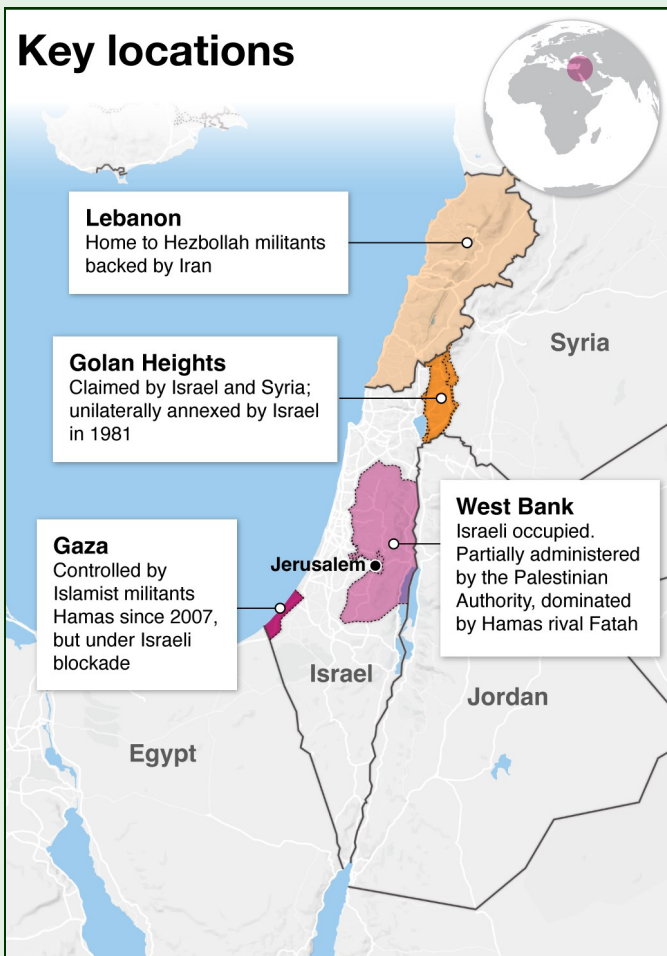 Key locations
Lebanon
Home to Hezbollah militants
backed by Iran
Syria
Golan Heights
Claimed by Israel and Syria;
unilaterally annexed by Israel
in 1981
West Bank
Israeli occupied.
Partially administered
by the Palestinian
Authority, dominated
by Hamas rival Fatah
Gaza
Controlled by
Islamist militants
Hamas since 2007,
but under Israeli
blockade
Jerusalem
Israel
Jordan
Egypt